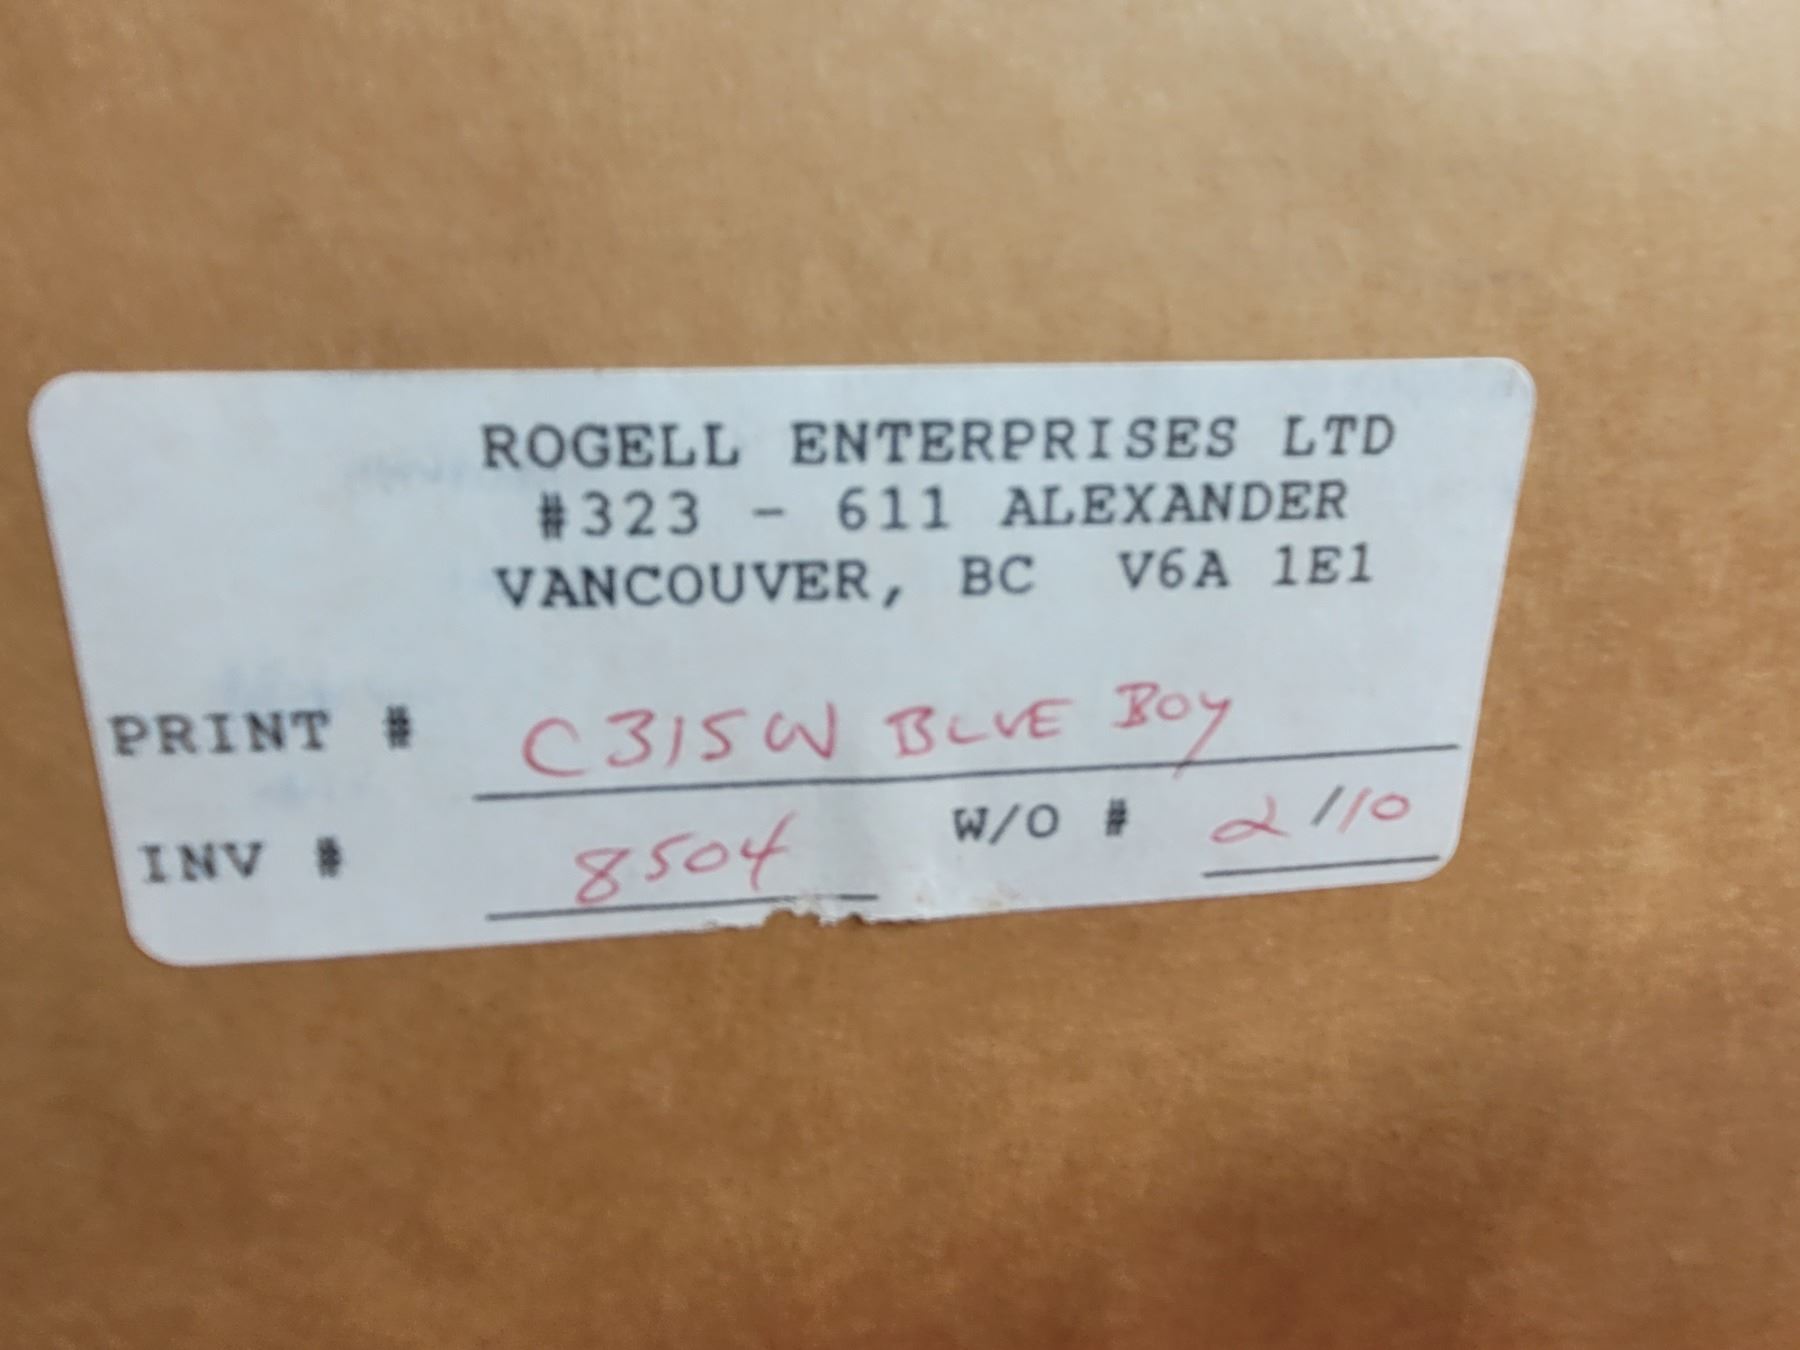 ROGELL ENTERPRISES LTD
#323 - 611 ALEXANDER
VANCOUVER, BC V6A 1E1
PRINT # C315W BLUE BOY
INV # 8504 W/O # 2110